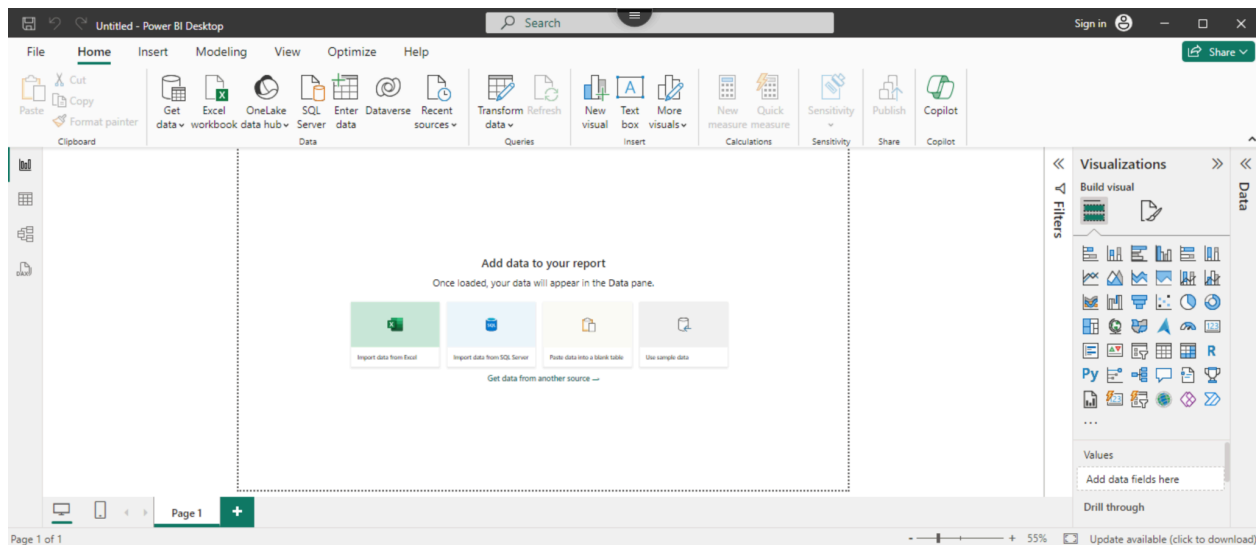 Untitled - Power BI Desktop
Search
Sign in
File Home Insert Modeling View Optimize Help
Share
Paste
Cut
Copy
Format painter
Clipboard
Get data
Excel workbook
OneLake data hub
SQL Server
Enter data
Dataverse
Recent sources
Data
Transform data
Refresh
Queries
New visual
Text box
More visuals
Insert
New measure
Quick measure
Calculations
Sensitivity
Sensitivity
Publish
Share
Copilot
Copilot
Add data to your report
Once loaded, your data will appear in the Data pane.
Import data from Excel
Import data from SQL Server
Paste data into a blank table
Use sample data
Get data from another source →
Filters
Visualizations
Build visual
123
R
Py
123
...
Values
Add data fields here
Drill through
Data
Page 1
+
Page 1 of 1
- + 55%
Update available (click to download)